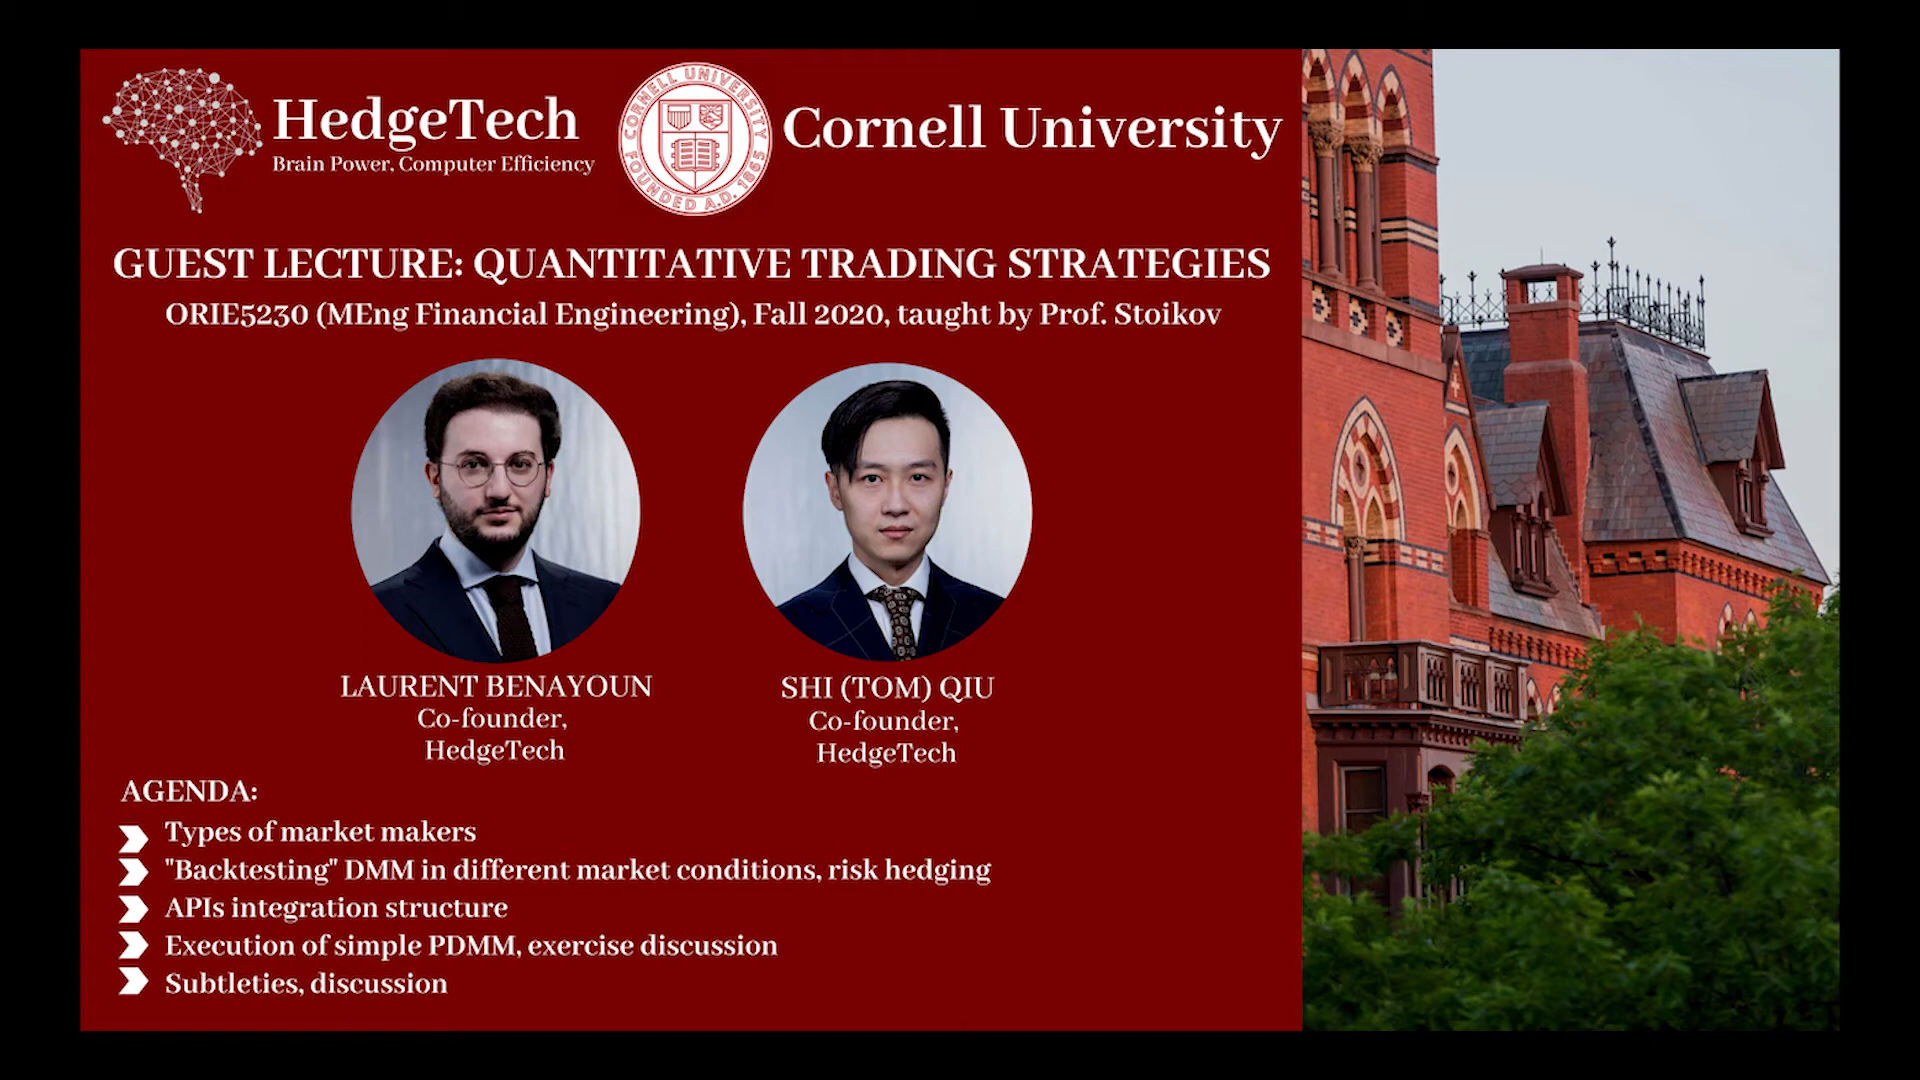 HedgeTech
Brain Power, Computer Efficiency
CORNELL UNIVERSITY
FOUNDED A.D. 1865
Cornell University
GUEST LECTURE: QUANTITATIVE TRADING STRATEGIES
ORIE5230 (MEng Financial Engineering), Fall 2020, taught by Prof. Stoikov
LAURENT BENAYOUN
Co-founder,
HedgeTech
SHI (TOM) QIU
Co-founder,
HedgeTech
AGENDA:
Types of market makers
"Backtesting" DMM in different market conditions, risk hedging
APIs integration structure
Execution of simple PDMM, exercise discussion
Subtleties, discussion